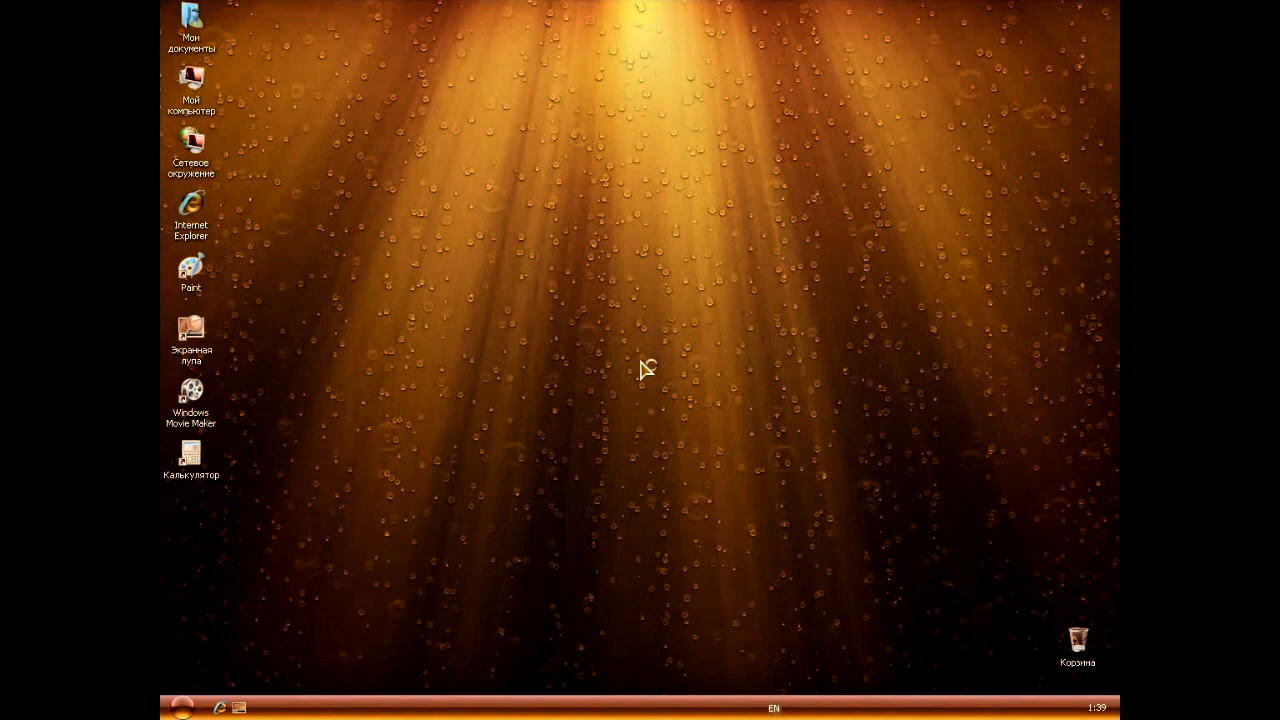 Мои
документы
Мой
компьютер
Сетевое
окружение
Internet
Explorer
Paint
Экранная
лупа
Windows
Movie Maker
Калькулятор
Корзина
EN
1:39